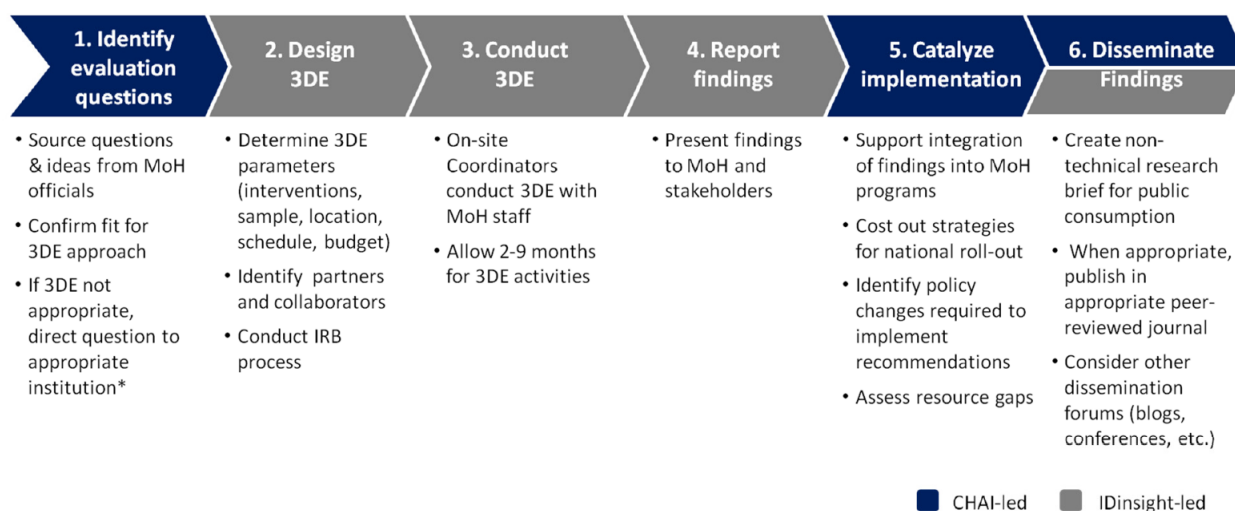 1. Identify
evaluation
questions
2. Design
3DE
3. Conduct
3DE
4. Report
findings
5. Catalyze
implementation
6. Disseminate
Findings
• Source questions
& ideas from MoH
officials
• Confirm fit for
3DE approach
• If 3DE not
appropriate,
direct question to
appropriate
institution*
• Determine 3DE
parameters
(interventions,
sample, location,
schedule, budget)
• Identify partners
and collaborators
• Conduct IRB
process
• On-site
Coordinators
conduct 3DE with
MoH staff
• Allow 2-9 months
for 3DE activities
• Present findings
to MoH and
stakeholders
• Support integration
of findings into MoH
programs
• Cost out strategies
for national roll-out
• Identify policy
changes required to
implement
recommendations
• Assess resource gaps
• Create non-
technical research
brief for public
consumption
• When appropriate,
publish in
appropriate peer-
reviewed journal
• Consider other
dissemination
forums (blogs,
conferences, etc.)
CHAI-led
IDinsight-led